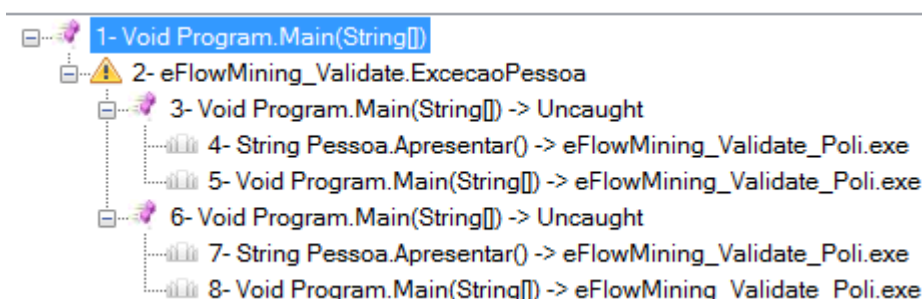 1- Void Program.Main(String[])
2- eFlowMining_Validate.ExcecaoPessoa
3- Void Program.Main(String[]) -> Uncaught
4- String Pessoa.Apresentar() -> eFlowMining_Validate_Poli.exe
5- Void Program.Main(String[]) -> eFlowMining_Validate_Poli.exe
6- Void Program.Main(String[]) -> Uncaught
7- String Pessoa.Apresentar() -> eFlowMining_Validate_Poli.exe
8- Void Program.Main(String[]) -> eFlowMining_Validate_Poli.exe